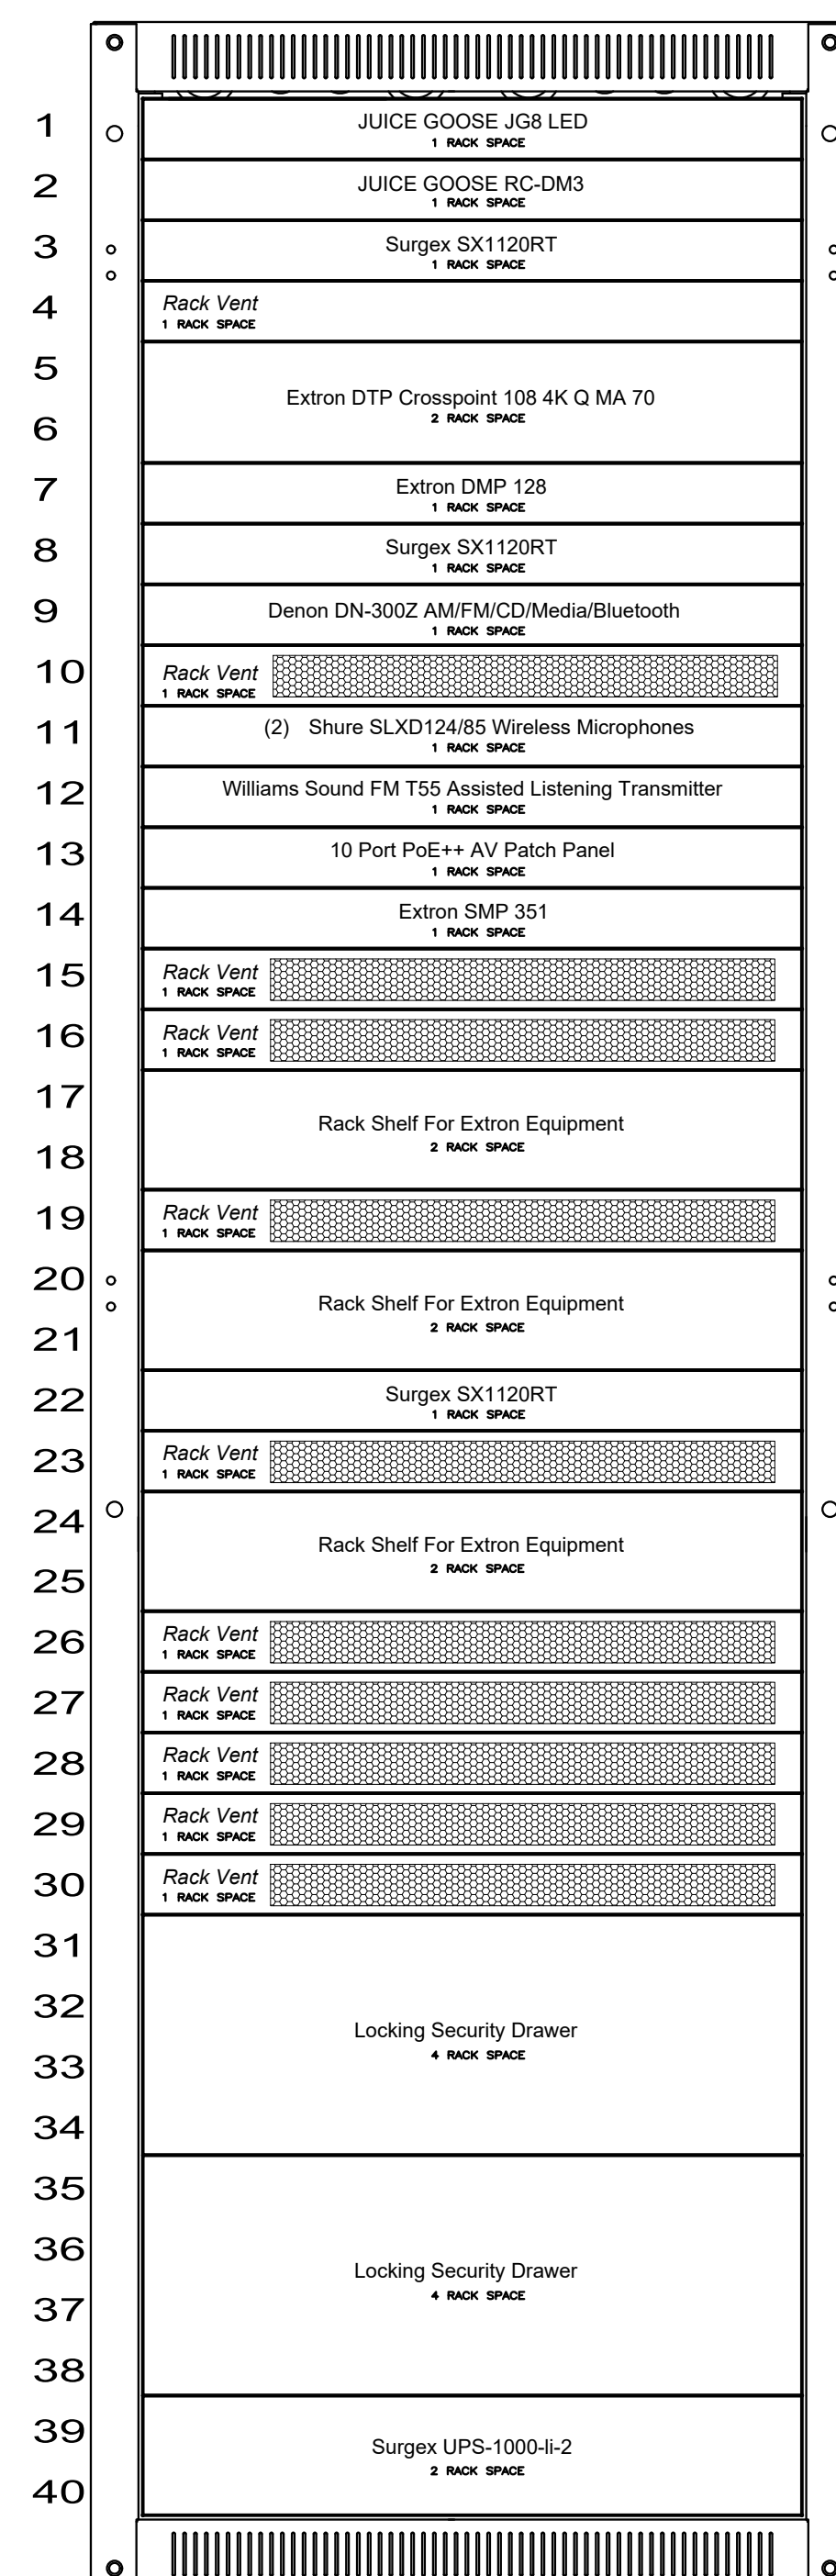 1
JUICE GOOSE JG8 LED
1 RACK SPACE
2
JUICE GOOSE RC-DM3
1 RACK SPACE
3
Surgex SX1120RT
1 RACK SPACE
4
Rack Vent
1 RACK SPACE
5
Extron DTP Crosspoint 108 4K Q MA 70
2 RACK SPACE
6
7
Extron DMP 128
1 RACK SPACE
8
Surgex SX1120RT
1 RACK SPACE
9
Denon DN-300Z AM/FM/CD/Media/Bluetooth
1 RACK SPACE
10
Rack Vent
1 RACK SPACE
11
(2) Shure SLXD124/85 Wireless Microphones
1 RACK SPACE
12
Williams Sound FM T55 Assisted Listening Transmitter
1 RACK SPACE
13
10 Port PoE++ AV Patch Panel
1 RACK SPACE
14
Extron SMP 351
1 RACK SPACE
15
Rack Vent
1 RACK SPACE
16
Rack Vent
1 RACK SPACE
17
Rack Shelf For Extron Equipment
2 RACK SPACE
18
19
Rack Vent
1 RACK SPACE
20
Rack Shelf For Extron Equipment
2 RACK SPACE
21
22
Surgex SX1120RT
1 RACK SPACE
23
Rack Vent
1 RACK SPACE
24
Rack Shelf For Extron Equipment
2 RACK SPACE
25
26
Rack Vent
1 RACK SPACE
27
Rack Vent
1 RACK SPACE
28
Rack Vent
1 RACK SPACE
29
Rack Vent
1 RACK SPACE
30
Rack Vent
1 RACK SPACE
31
32
Locking Security Drawer
4 RACK SPACE
33
34
35
36
Locking Security Drawer
4 RACK SPACE
37
38
39
Surgex UPS-1000-li-2
2 RACK SPACE
40